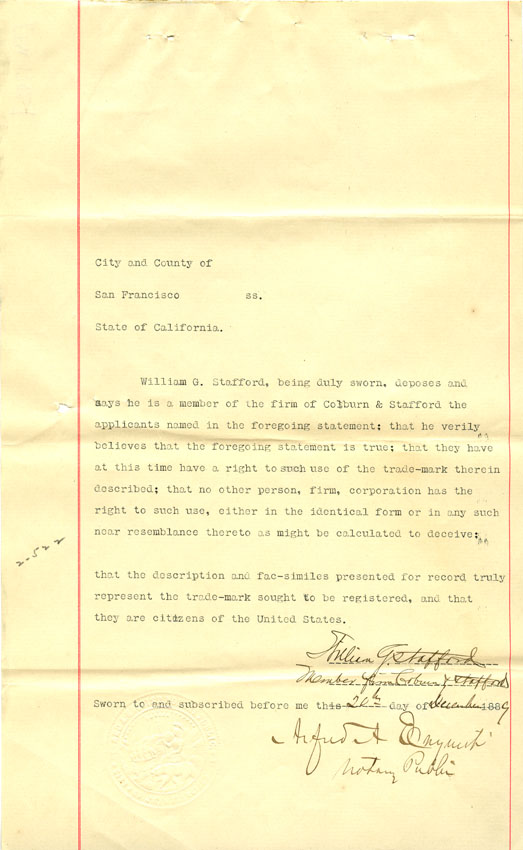 City and County of
San Francisco ss.
State of California.
William G. Stafford, being duly sworn, deposes and
says he is a member of the firm of Colburn & Stafford the
applicants named in the foregoing statement; that he verily
believes that the foregoing statement is true; that they have
at this time have a right to such use of the trade-mark therein
described; that no other person, firm, corporation has the
right to such use, either in the identical form or in any such
near resemblance thereto as might be calculated to deceive;
2-522
that the description and fac-similes presented for record truly
represent the trade-mark sought to be registered, and that
they are citizens of the United States.
William G. Stafford
Member firm Colburn & Stafford
Sworn to and subscribed before me this 20th day of December 1889
Alfred A
Notary Public